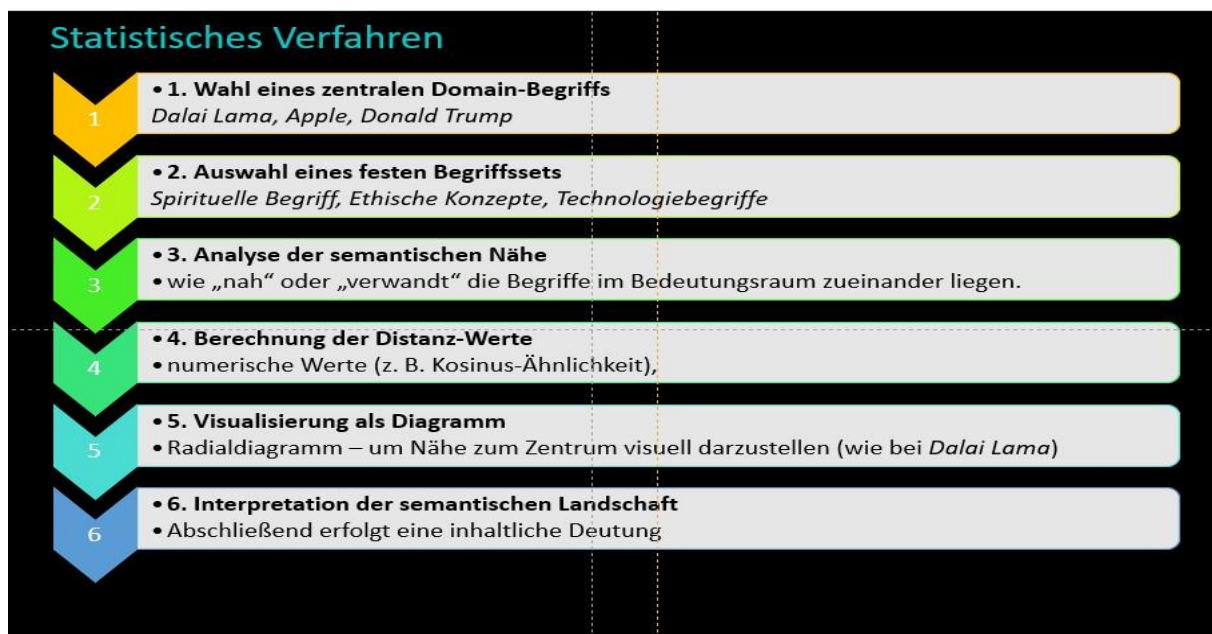 Statistisches Verfahren
1
• 1. Wahl eines zentralen Domain-Begriffs
Dalai Lama, Apple, Donald Trump
2
• 2. Auswahl eines festen Begriffssets
Spirituelle Begriff, Ethische Konzepte, Technologiebegriffe
3
• 3. Analyse der semantischen Nähe
• wie „nah“ oder „verwandt“ die Begriffe im Bedeutungsraum zueinander liegen.
4
• 4. Berechnung der Distanz-Werte
• numerische Werte (z. B. Kosinus-Ähnlichkeit),
5
• 5. Visualisierung als Diagramm
• Radialdiagramm – um Nähe zum Zentrum visuell darzustellen (wie bei Dalai Lama)
6
• 6. Interpretation der semantischen Landschaft
• Abschließend erfolgt eine inhaltliche Deutung